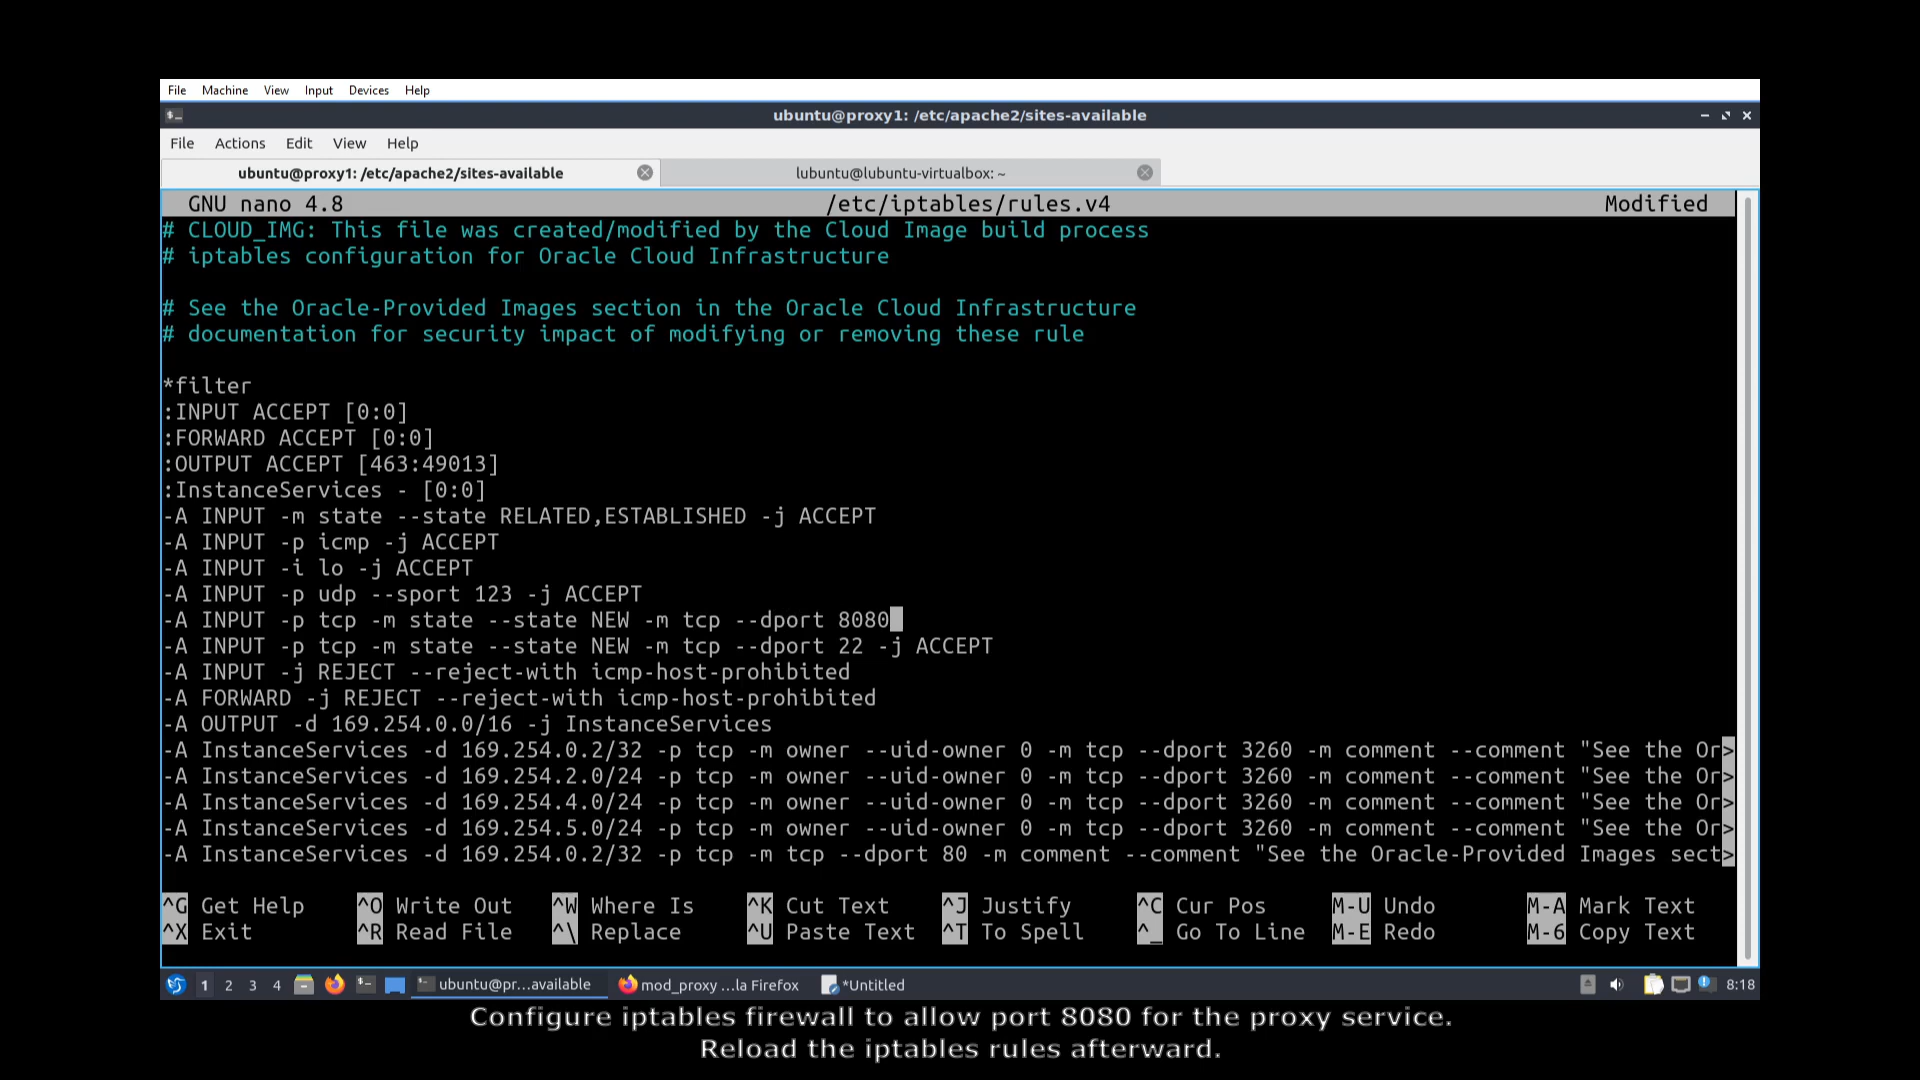 File Machine View Input Devices Help
ubuntu@proxy1: /etc/apache2/sites-available
File Actions Edit View Help
ubuntu@proxy1: /etc/apache2/sites-available lubuntu@lubuntu-virtualbox: ~
GNU nano 4.8 /etc/iptables/rules.v4 Modified
# CLOUD_IMG: This file was created/modified by the Cloud Image build process
# iptables configuration for Oracle Cloud Infrastructure
# See the Oracle-Provided Images section in the Oracle Cloud Infrastructure
# documentation for security impact of modifying or removing these rule
*filter
:INPUT ACCEPT [0:0]
:FORWARD ACCEPT [0:0]
:OUTPUT ACCEPT [463:49013]
:InstanceServices - [0:0]
-A INPUT -m state --state RELATED,ESTABLISHED -j ACCEPT
-A INPUT -p icmp -j ACCEPT
-A INPUT -i lo -j ACCEPT
-A INPUT -p udp --sport 123 -j ACCEPT
-A INPUT -p tcp -m state --state NEW -m tcp --dport 8080
-A INPUT -p tcp -m state --state NEW -m tcp --dport 22 -j ACCEPT
-A INPUT -j REJECT --reject-with icmp-host-prohibited
-A FORWARD -j REJECT --reject-with icmp-host-prohibited
-A OUTPUT -d 169.254.0.0/16 -j InstanceServices
-A InstanceServices -d 169.254.0.2/32 -p tcp -m owner --uid-owner 0 -m tcp --dport 3260 -m comment --comment "See the Or>
-A InstanceServices -d 169.254.2.0/24 -p tcp -m owner --uid-owner 0 -m tcp --dport 3260 -m comment --comment "See the Or>
-A InstanceServices -d 169.254.4.0/24 -p tcp -m owner --uid-owner 0 -m tcp --dport 3260 -m comment --comment "See the Or>
-A InstanceServices -d 169.254.5.0/24 -p tcp -m owner --uid-owner 0 -m tcp --dport 3260 -m comment --comment "See the Or>
-A InstanceServices -d 169.254.0.2/32 -p tcp -m tcp --dport 80 -m comment --comment "See the Oracle-Provided Images sect>
^G Get Help ^O Write Out ^W Where Is ^K Cut Text ^J Justify ^C Cur Pos M-U Undo M-A Mark Text
^X Exit ^R Read File ^\ Replace ^U Paste Text ^T To Spell ^_ Go To Line M-E Redo M-6 Copy Text
1 2 3 4 ubuntu@pr...available mod_proxy ...la Firefox *Untitled 8:18
Configure iptables firewall to allow port 8080 for the proxy service.
Reload the iptables rules afterward.